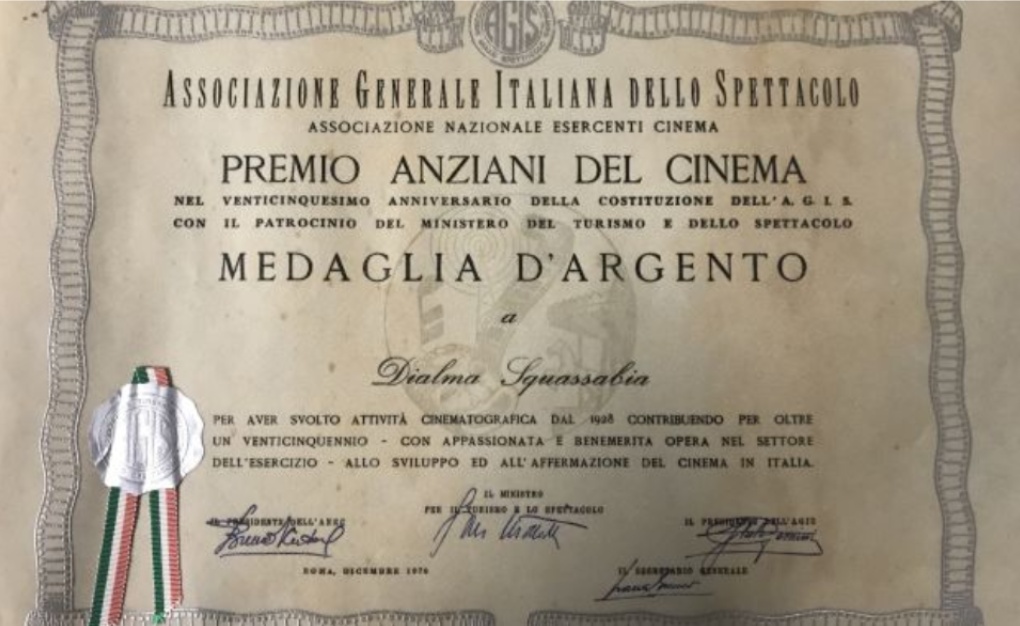 AGIS
ASSOCIAZIONE GENERALE ITALIANA DELLO SPETTACOLO
ASSOCIAZIONE NAZIONALE ESERCENTI CINEMA
PREMIO ANZIANI DEL CINEMA
NEL VENTICINQUESIMO ANNIVERSARIO DELLA COSTITUZIONE DELL'A. G. I. S.
CON IL PATROCINIO DEL MINISTERO DEL TURISMO E DELLO SPETTACOLO
MEDAGLIA D'ARGENTO
a
Dialma Squassabia
PER AVER SVOLTO ATTIVITÀ CINEMATOGRAFICA DAL 1928 CONTRIBUENDO PER OLTRE
UN VENTICINQUENNIO - CON APPASSIONATA E BENEMERITA OPERA NEL SETTORE
DELL'ESERCIZIO - ALLO SVILUPPO ED ALL'AFFERMAZIONE DEL CINEMA IN ITALIA.
IL MINISTRO
PER IL TURISMO E LO SPETTACOLO
IL PRESIDENTE DELL'ANEC
IL PRESIDENTE DELL'AGIS
ROMA, DICEMBRE 1970
IL SEGRETARIO GENERALE